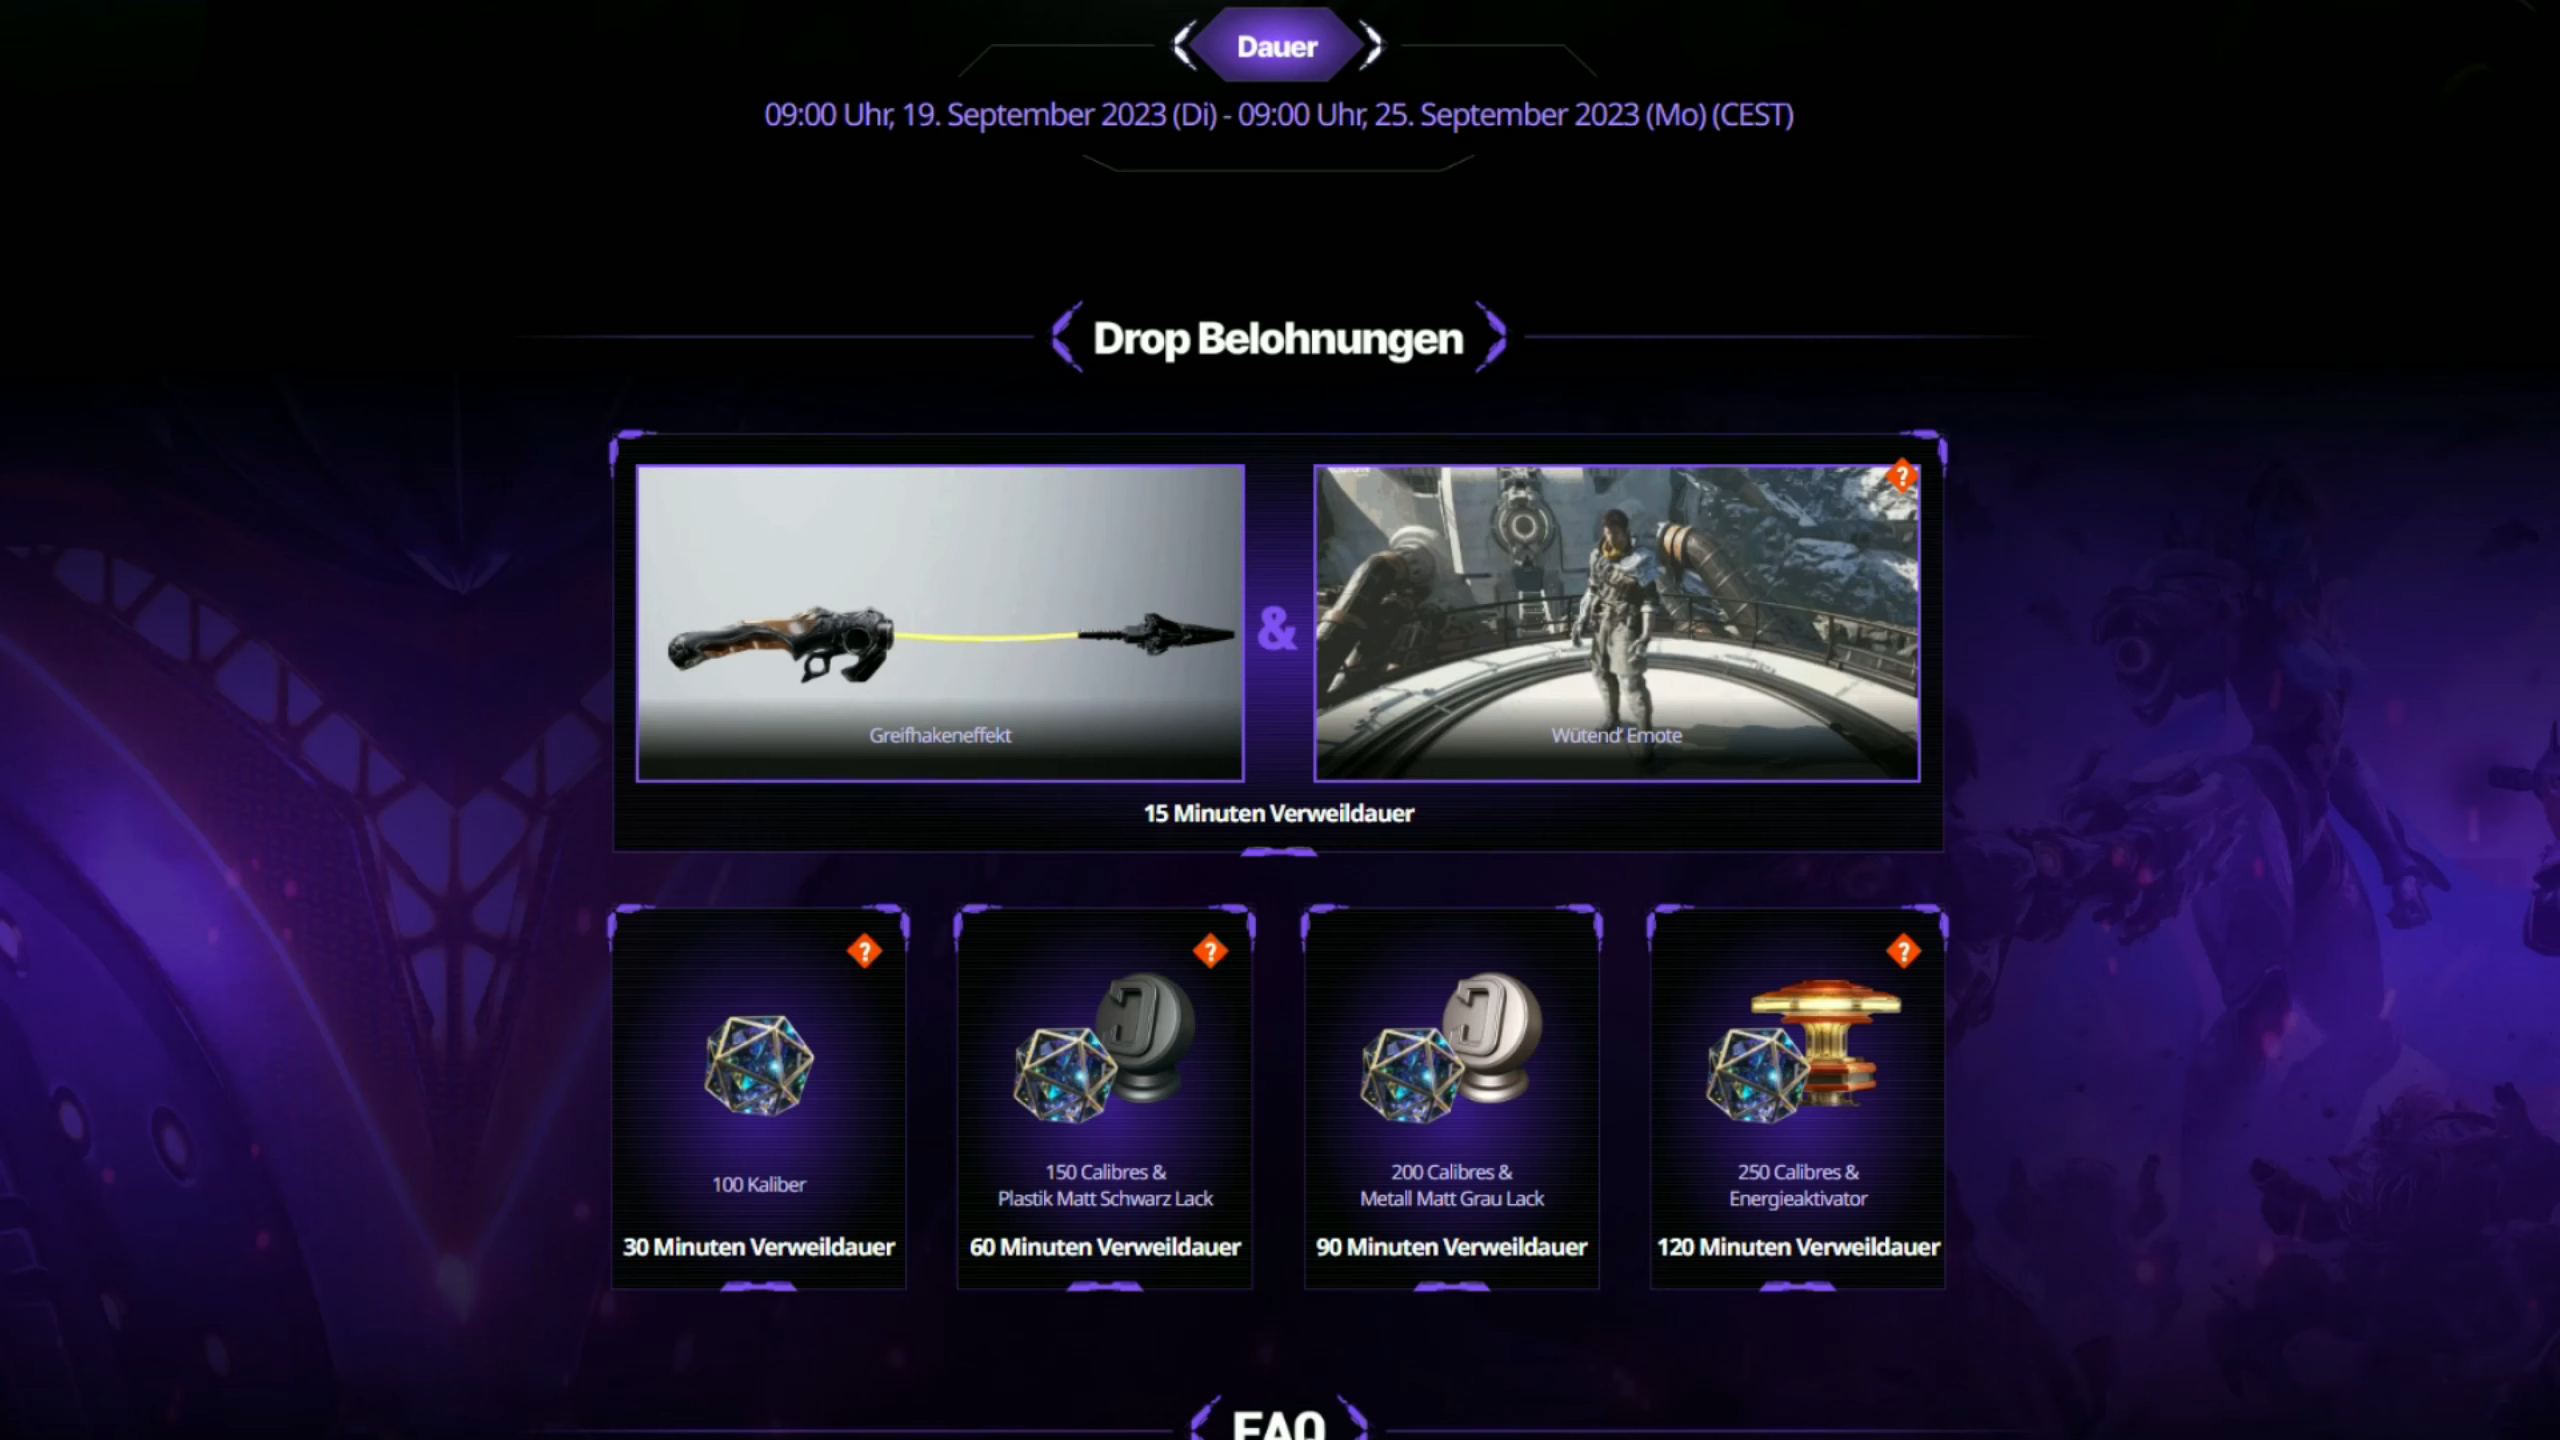 Dauer
09:00 Uhr, 19. September 2023 (Di) - 09:00 Uhr, 25. September 2023 (Mo) (CEST)
Drop Belohnungen
?
&
Greifhakeneffekt
Wütend' Emote
15 Minuten Verweildauer
?
?
?
100 Kaliber
30 Minuten Verweildauer
150 Calibres &
Plastik Matt Schwarz Lack
60 Minuten Verweildauer
200 Calibres &
Metall Matt Grau Lack
90 Minuten Verweildauer
250 Calibres &
Energieaktivator
120 Minuten Verweildauer
FAQ